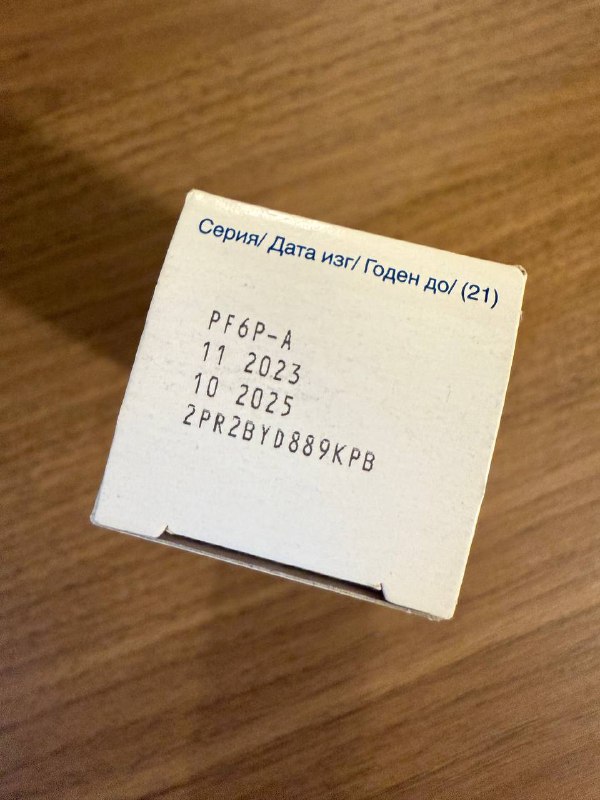 Серия/ Дата изг/ Годен до/ (21)
PF6P-A
11 2023
10 2025
2PR2BYD889KPB